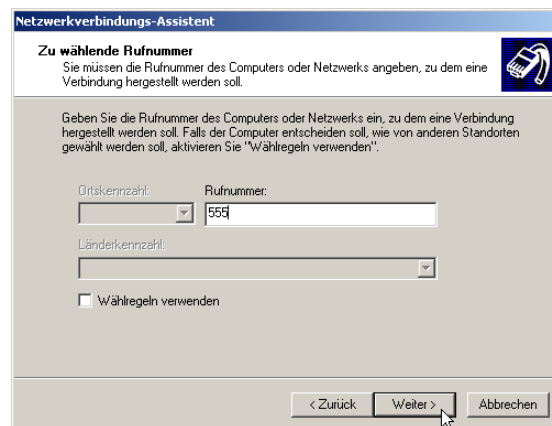 Netzwerkverbindungs-Assistent
Zu wählende Rufnummer
Sie müssen die Rufnummer des Computers oder Netzwerks angeben, zu dem eine
Verbindung hergestellt werden soll.
Geben Sie die Rufnummer des Computers oder Netzwerks ein, zu dem eine Verbindung
hergestellt werden soll. Falls der Computer entscheiden soll, wie von anderen Standorten
gewählt werden soll, aktivieren Sie "Wählregeln verwenden".
Ortskennzahl: Rufnummer:
555
Länderkennzahl:
Wählregeln verwenden
< Zurück Weiter > Abbrechen